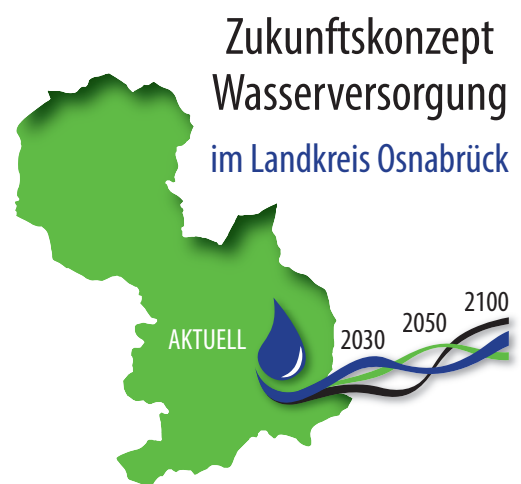 Zukunftskonzept
Wasserversorgung
im Landkreis Osnabrück
AKTUELL
2030
2050
2100